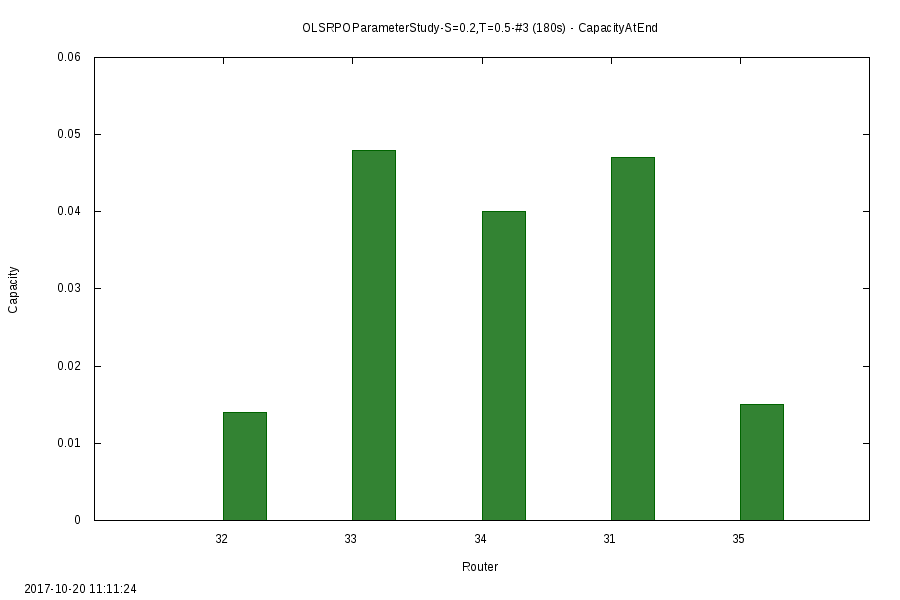 OLSRPOParameterStudy-S=0.2,T=0.5-#3 (180s) - CapacityAtEnd
0.06
0.05
0.04
0.03
0.02
0.01
0
Capacity
32 33 34 31 35
Router
2017-10-20 11:11:24